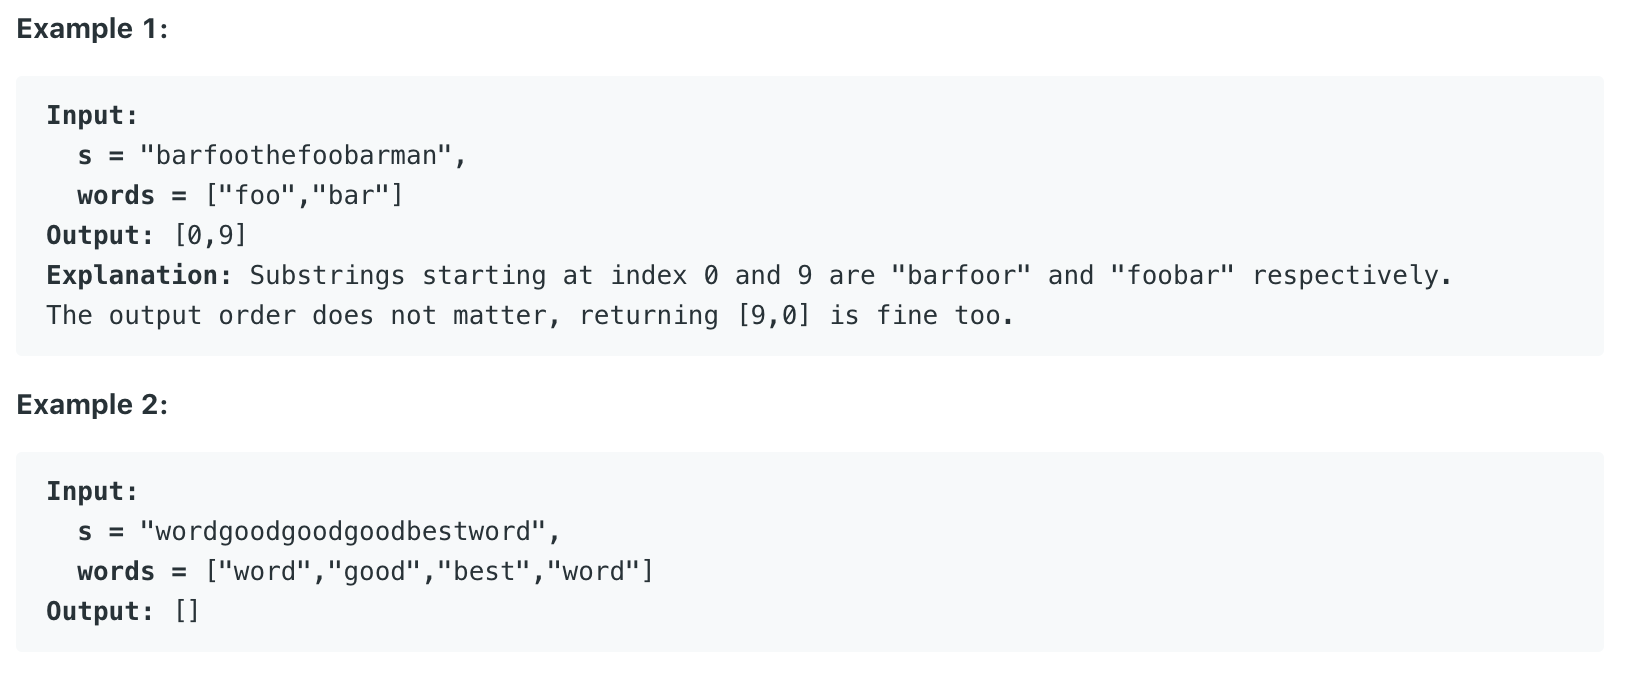 Example 1:
Input:
s = "barfoothefoobarman",
words = ["foo","bar"]
Output: [0,9]
Explanation: Substrings starting at index 0 and 9 are "barfoor" and "foobar" respectively.
The output order does not matter, returning [9,0] is fine too.
Example 2:
Input:
s = "wordgoodgoodgoodbestword",
words = ["word","good","best","word"]
Output: []